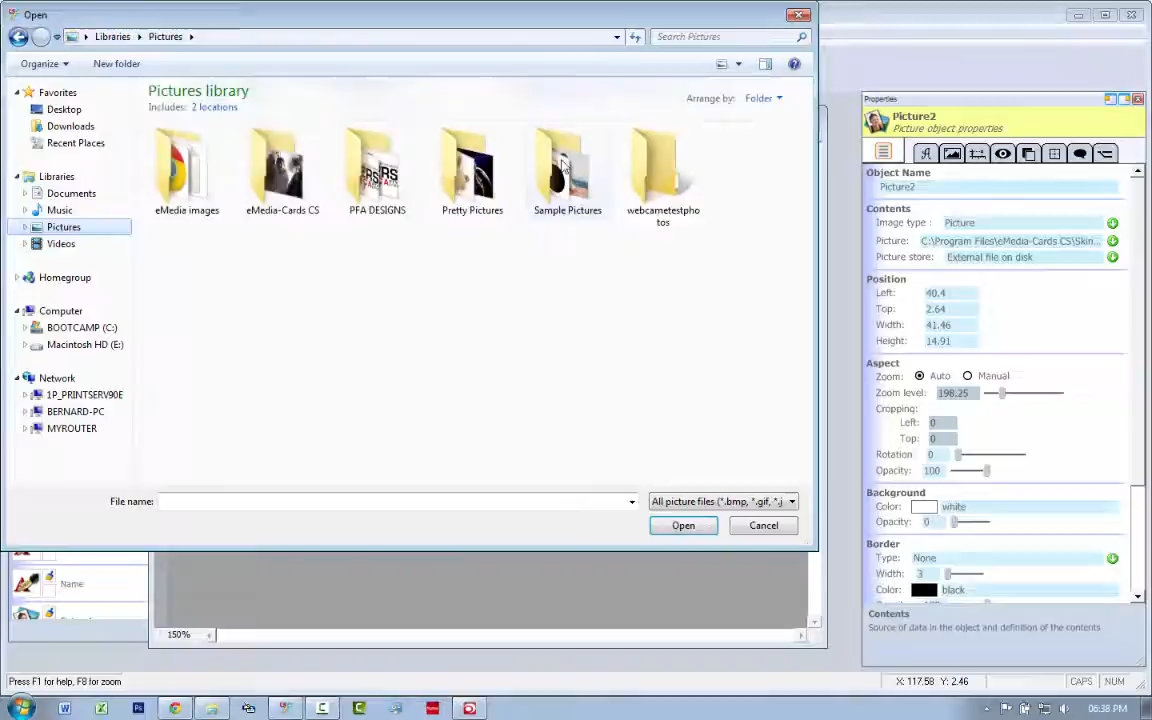 Open
Libraries
Pictures
Search Pictures
Organize
New folder
Favorites
Desktop
Downloads
Recent Places
Libraries
Documents
Music
Pictures
Videos
Homegroup
Computer
BOOTCAMP (C:)
Macintosh HD (E:)
Network
1P_PRINTSERV90E
BERNARD-PC
MYROUTER
Pictures library
Includes: 2 locations
Arrange by: Folder
eMedia images
eMedia-Cards CS
PFA DESIGNS
Pretty Pictures
Sample Pictures
webcametestpho
tos
File name:
All picture files (*.bmp, *.gif, *.j
Open
Cancel
Name
150%
Properties
Picture2
Picture object properties
Object Name
Picture2
Contents
Image type : Picture
Picture: C:\Program Files\eMedia-Cards CS\Skin...
Picture store: External file on disk
Position
Left: 40.4
Top: 2.64
Width: 41.46
Height: 14.91
Aspect
Zoom: Auto Manual
Zoom level: 198.25
Cropping:
Left: 0
Top: 0
Rotation 0
Opacity: 100
Background
Color: white
Opacity: 0
Border
Type: None
Width: 3
Color: black
Contents
Source of data in the object and definition of the contents
Press F1 for help, F8 for zoom
X: 117.58 Y: 2.46
CAPS
NUM
06:38 PM